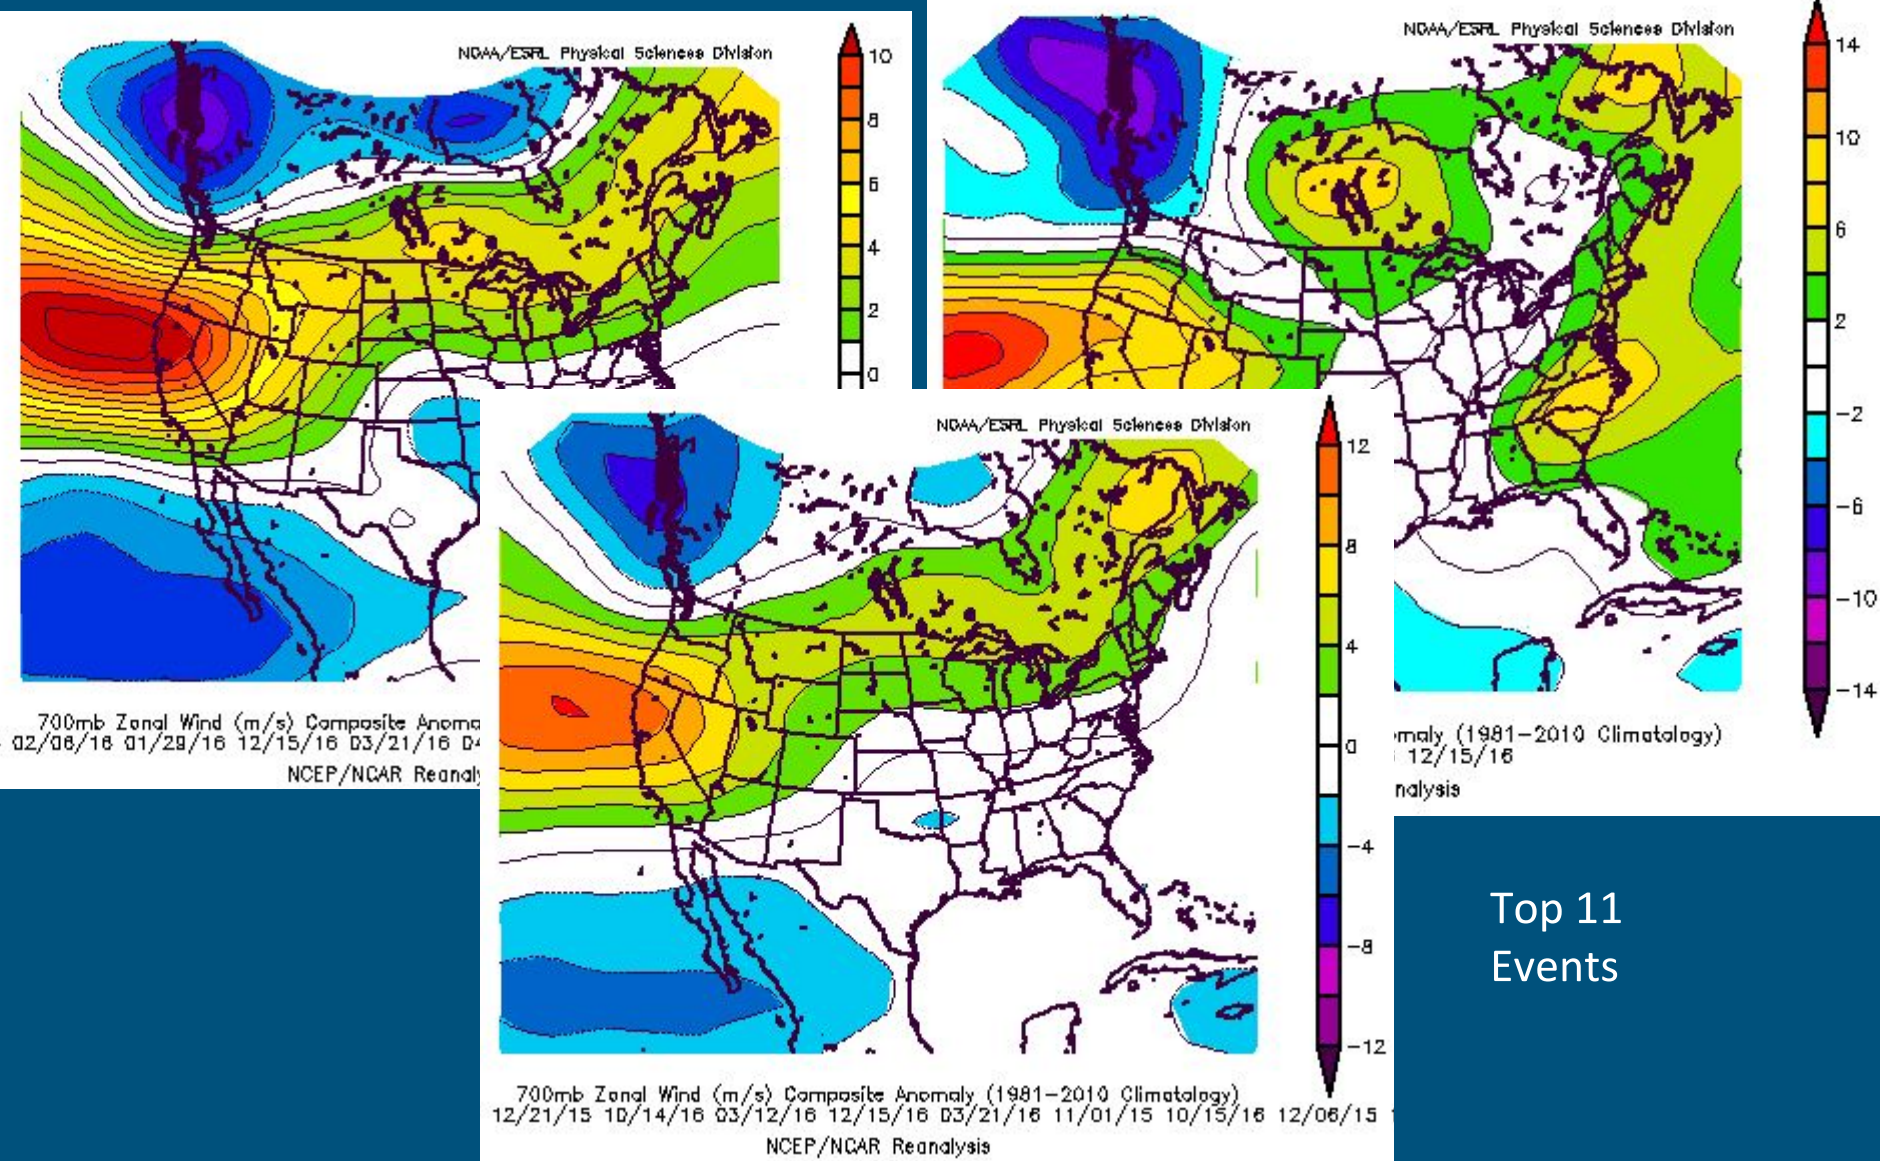 NOAA/ESRL Physical Sciences Division
10
8
6
4
2
0
700mb Zonal Wind (m/s) Composite Anoma
02/06/16 01/29/16 12/15/16 03/21/16
NCEP/NCAR Reanaly
NOAA/ESRL Physical Sciences Division
14
10
6
2
-2
-6
-10
-14
omaly (1981-2010 Climatology)
12/15/16
nalysis
NOAA/ESRL Physical Sciences Division
12
8
4
0
-4
-8
-12
700mb Zonal Wind (m/s) Composite Anomaly (1981-2010 Climatology)
12/21/15 10/14/16 03/12/16 12/15/16 03/21/16 11/01/15 10/15/16 12/06/15
NCEP/NCAR Reanalysis
Top 11
Events